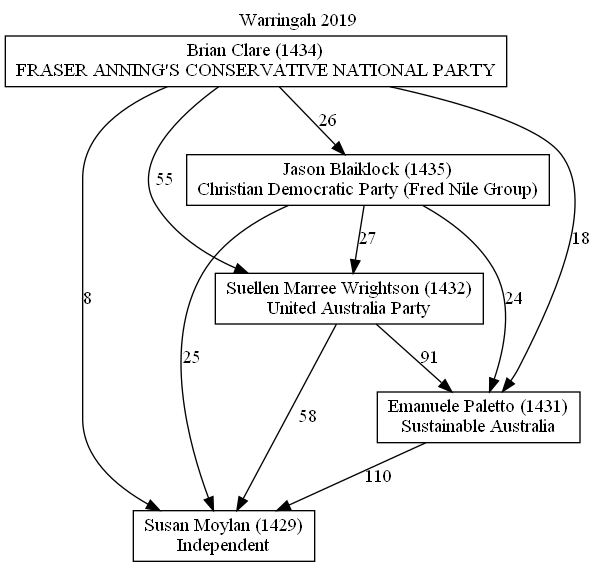 Warringah 2019
Brian Clare (1434)
FRASER ANNING'S CONSERVATIVE NATIONAL PARTY
26
Jason Blaiklock (1435)
Christian Democratic Party (Fred Nile Group)
55
27
18
Suellen Marree Wrightson (1432)
United Australia Party
8
24
25
91
Emanuele Paletto (1431)
Sustainable Australia
58
110
Susan Moylan (1429)
Independent